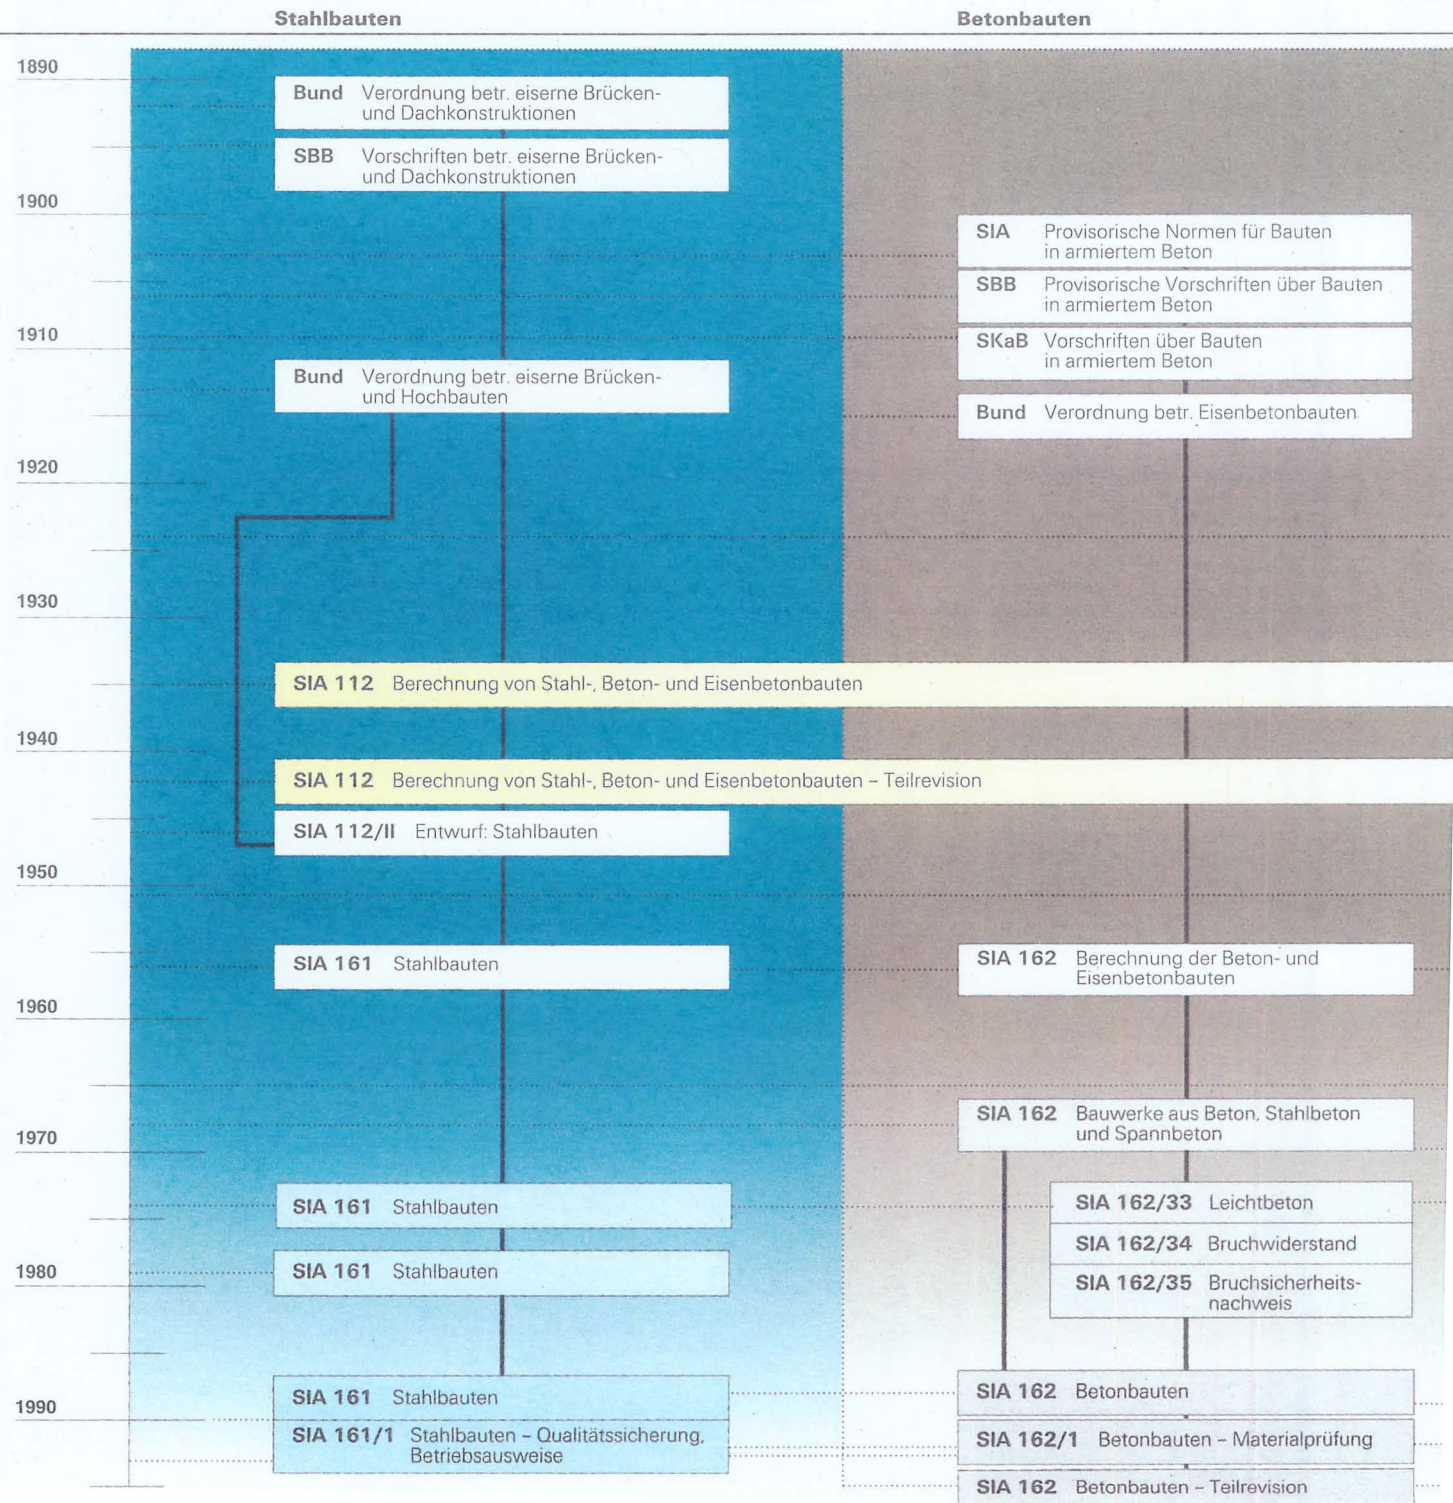 Stahlbauten
Betonbauten
1890
Bund Verordnung betr. eiserne Brücken-
und Dachkonstruktionen
SBB Vorschriften betr. eiserne Brücken-
und Dachkonstruktionen
1900
SIA Provisorische Normen für Bauten
in armiertem Beton
SBB Provisorische Vorschriften über Bauten
in armiertem Beton
1910
SKaB Vorschriften über Bauten
in armiertem Beton
Bund Verordnung betr. eiserne Brücken-
und Hochbauten
Bund Verordnung betr. Eisenbetonbauten
1920
1930
SIA 112 Berechnung von Stahl-, Beton- und Eisenbetonbauten
1940
SIA 112 Berechnung von Stahl-, Beton- und Eisenbetonbauten – Teilrevision
SIA 112/II Entwurf: Stahlbauten
1950
SIA 161 Stahlbauten
SIA 162 Berechnung der Beton- und
Eisenbetonbauten
1960
SIA 162 Bauwerke aus Beton, Stahlbeton
und Spannbeton
1970
SIA 161 Stahlbauten
SIA 162/33 Leichtbeton
SIA 162/34 Bruchwiderstand
1980
SIA 161 Stahlbauten
SIA 162/35 Bruchsicherheits-
nachweis
SIA 161 Stahlbauten
SIA 162 Betonbauten
1990
SIA 161/1 Stahlbauten – Qualitätssicherung,
Betriebsausweise
SIA 162/1 Betonbauten – Materialprüfung
SIA 162 Betonbauten – Teilrevision